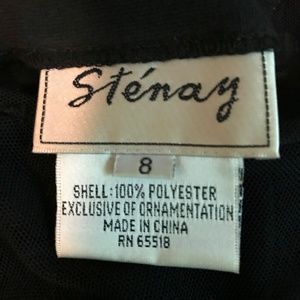 Sténay
8
SHELL: 100% POLYESTER
EXCLUSIVE OF ORNAMENTATION
MADE IN CHINA
RN 65518